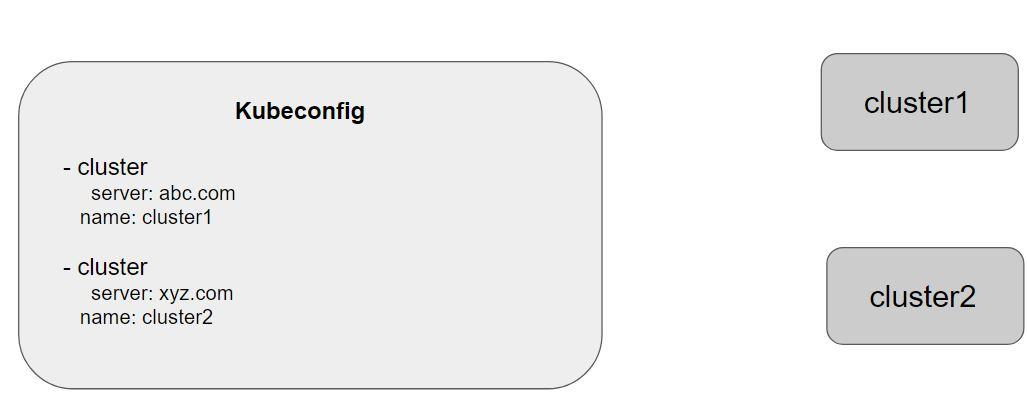 Kubeconfig
- cluster
server: abc.com
name: cluster1
- cluster
server: xyz.com
name: cluster2
cluster1
cluster2